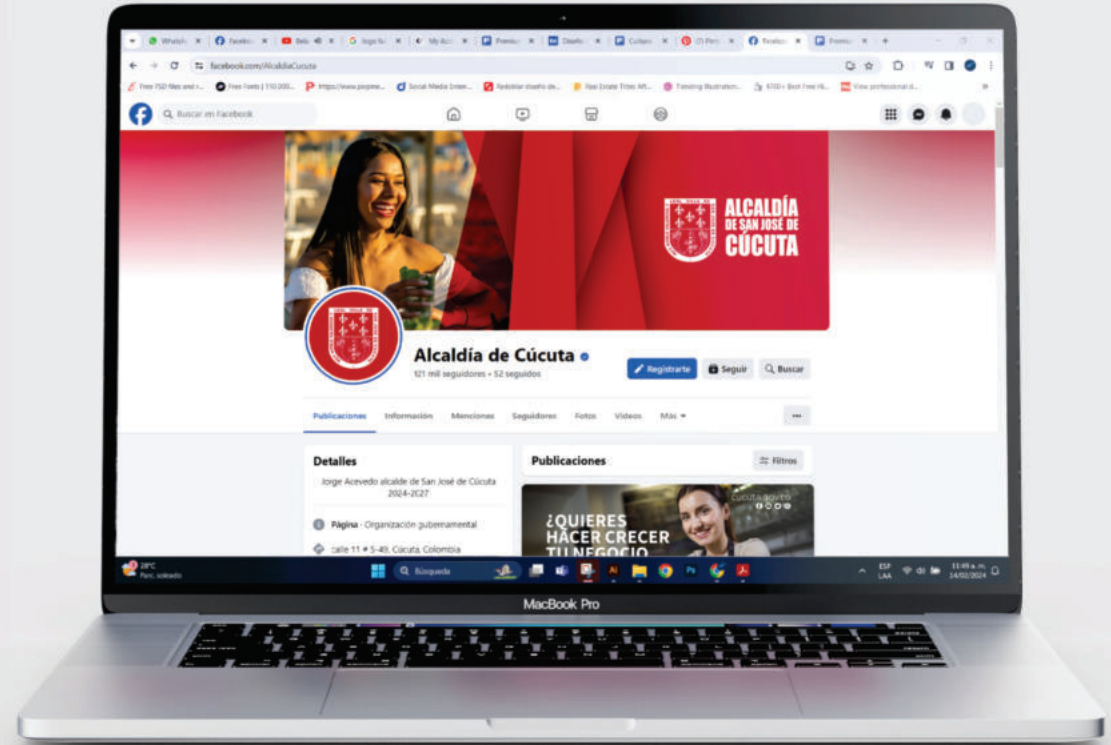 facebook.com/AlcaldiaCucuta
Buscar en Facebook
ALCALDÍA
DE SAN JOSÉ DE
CÚCUTA
Alcaldía de Cúcuta
121 mil seguidores • 52 seguidos
Registrarte
Seguir
Buscar
Publicaciones
Información
Menciones
Seguidores
Fotos
Videos
Más
Detalles
Jorge Acevedo alcalde de San José de Cúcuta
2024-2027
Página · Organización gubernamental
calle 11 # 5-49, Cúcuta, Colombia
Publicaciones
Filtros
cucuta.gov.co
¿QUIERES
HACER CRECER
TU NEGOCIO
28°C
Parc. soleado
Búsqueda
ESP
LAA
11:49 a. m.
14/02/2024
MacBook Pro